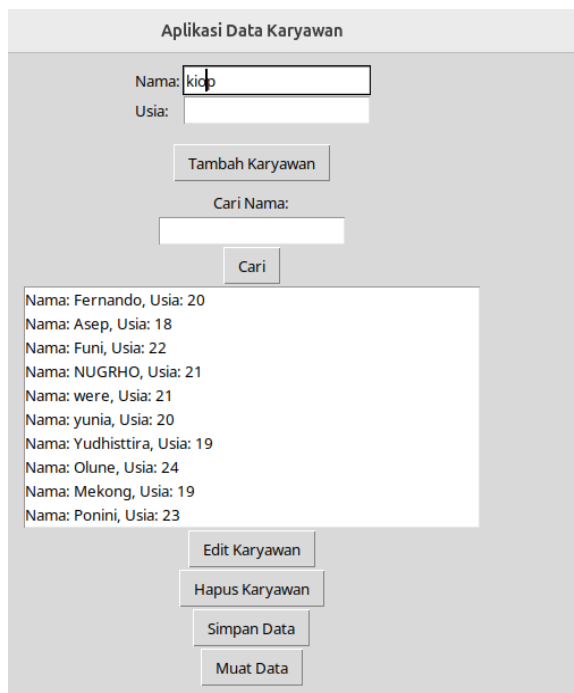 Aplikasi Data Karyawan
Nama: kiop
Usia:
Tambah Karyawan
Cari Nama:
Cari
Nama: Fernando, Usia: 20
Nama: Asep, Usia: 18
Nama: Funi, Usia: 22
Nama: NUGRHO, Usia: 21
Nama: were, Usia: 21
Nama: yunia, Usia: 20
Nama: Yudhisttira, Usia: 19
Nama: Olune, Usia: 24
Nama: Mekong, Usia: 19
Nama: Ponini, Usia: 23
Edit Karyawan
Hapus Karyawan
Simpan Data
Muat Data